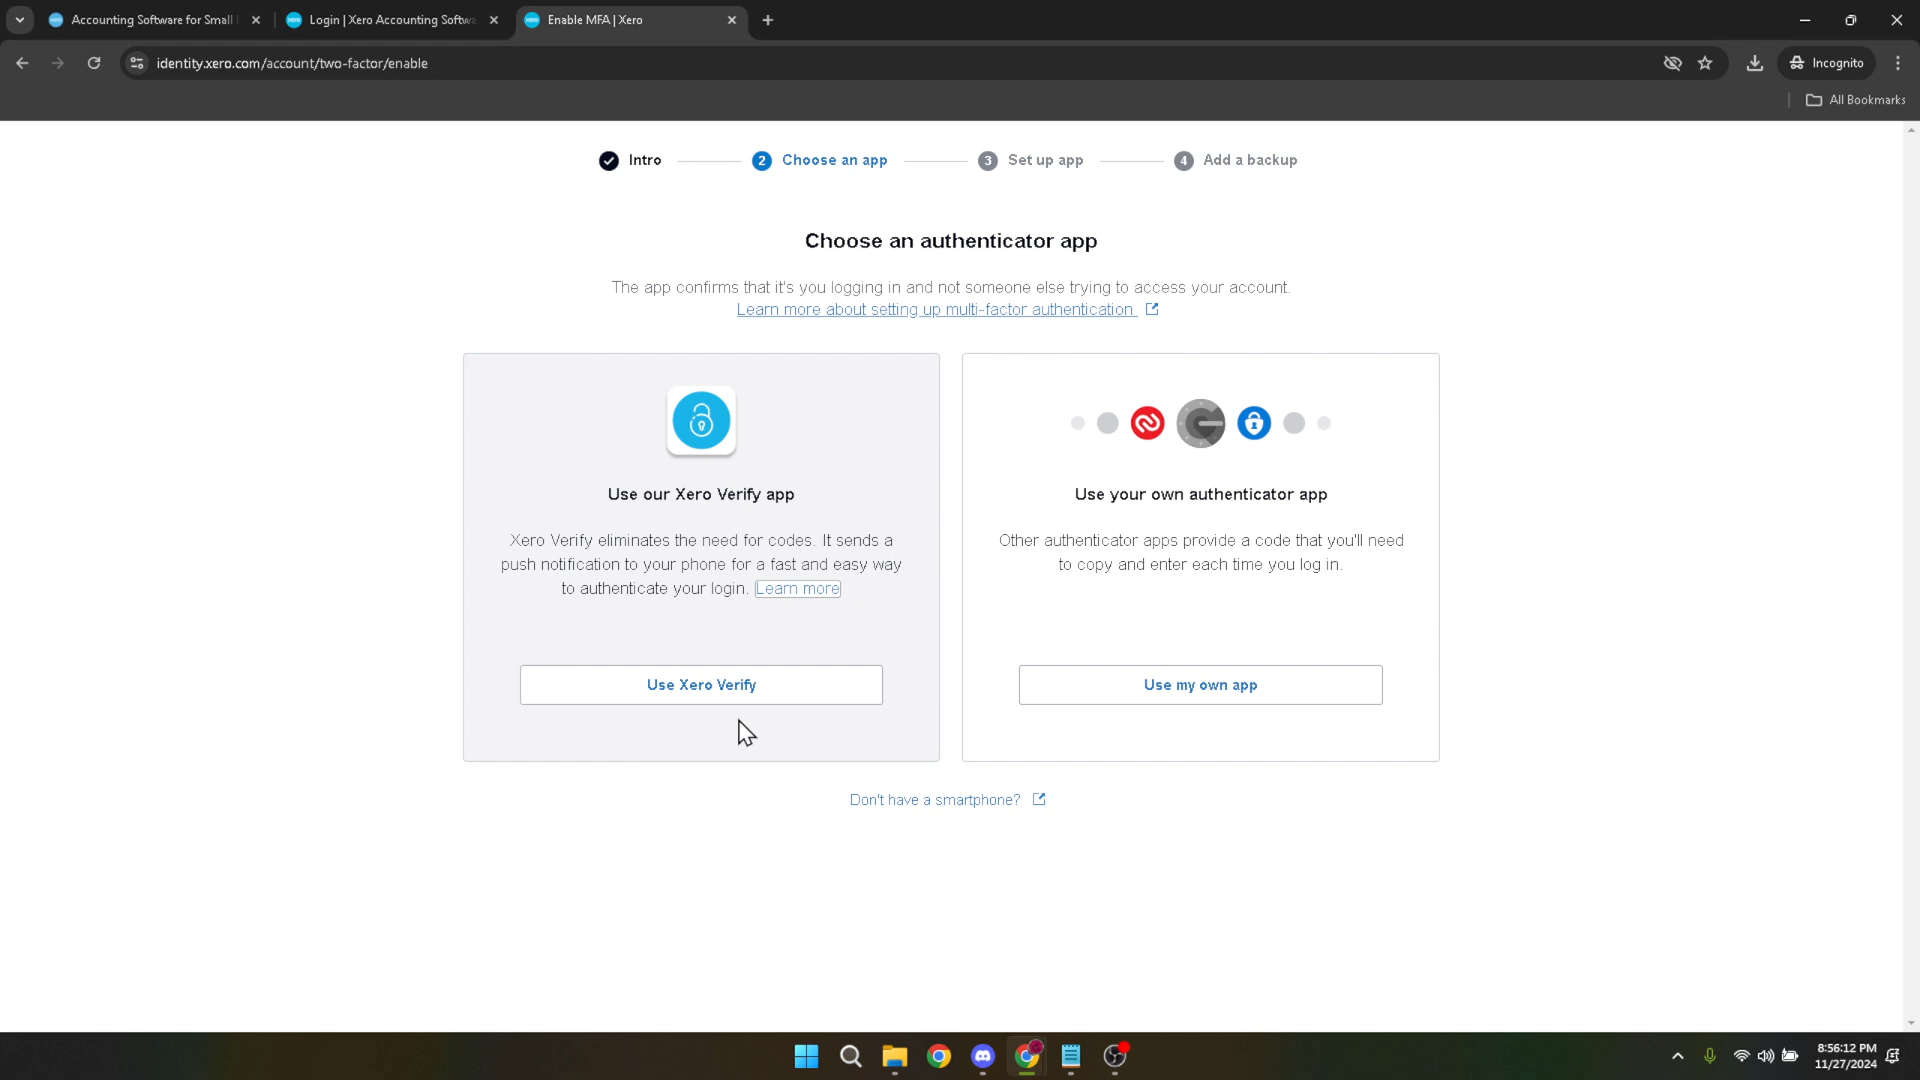 Accounting Software for Small
Login | Xero Accounting Softwa
Enable MFA | Xero
identity.xero.com/account/two-factor/enable
Incognito
All Bookmarks
Intro
2 Choose an app
3 Set up app
4 Add a backup
Choose an authenticator app
The app confirms that it's you logging in and not someone else trying to access your account.
Learn more about setting up multi-factor authentication
Use our Xero Verify app
Xero Verify eliminates the need for codes. It sends a
push notification to your phone for a fast and easy way
to authenticate your login. Learn more
Use Xero Verify
Use your own authenticator app
Other authenticator apps provide a code that you'll need
to copy and enter each time you log in.
Use my own app
Don't have a smartphone?
8:56:12 PM
11/27/2024